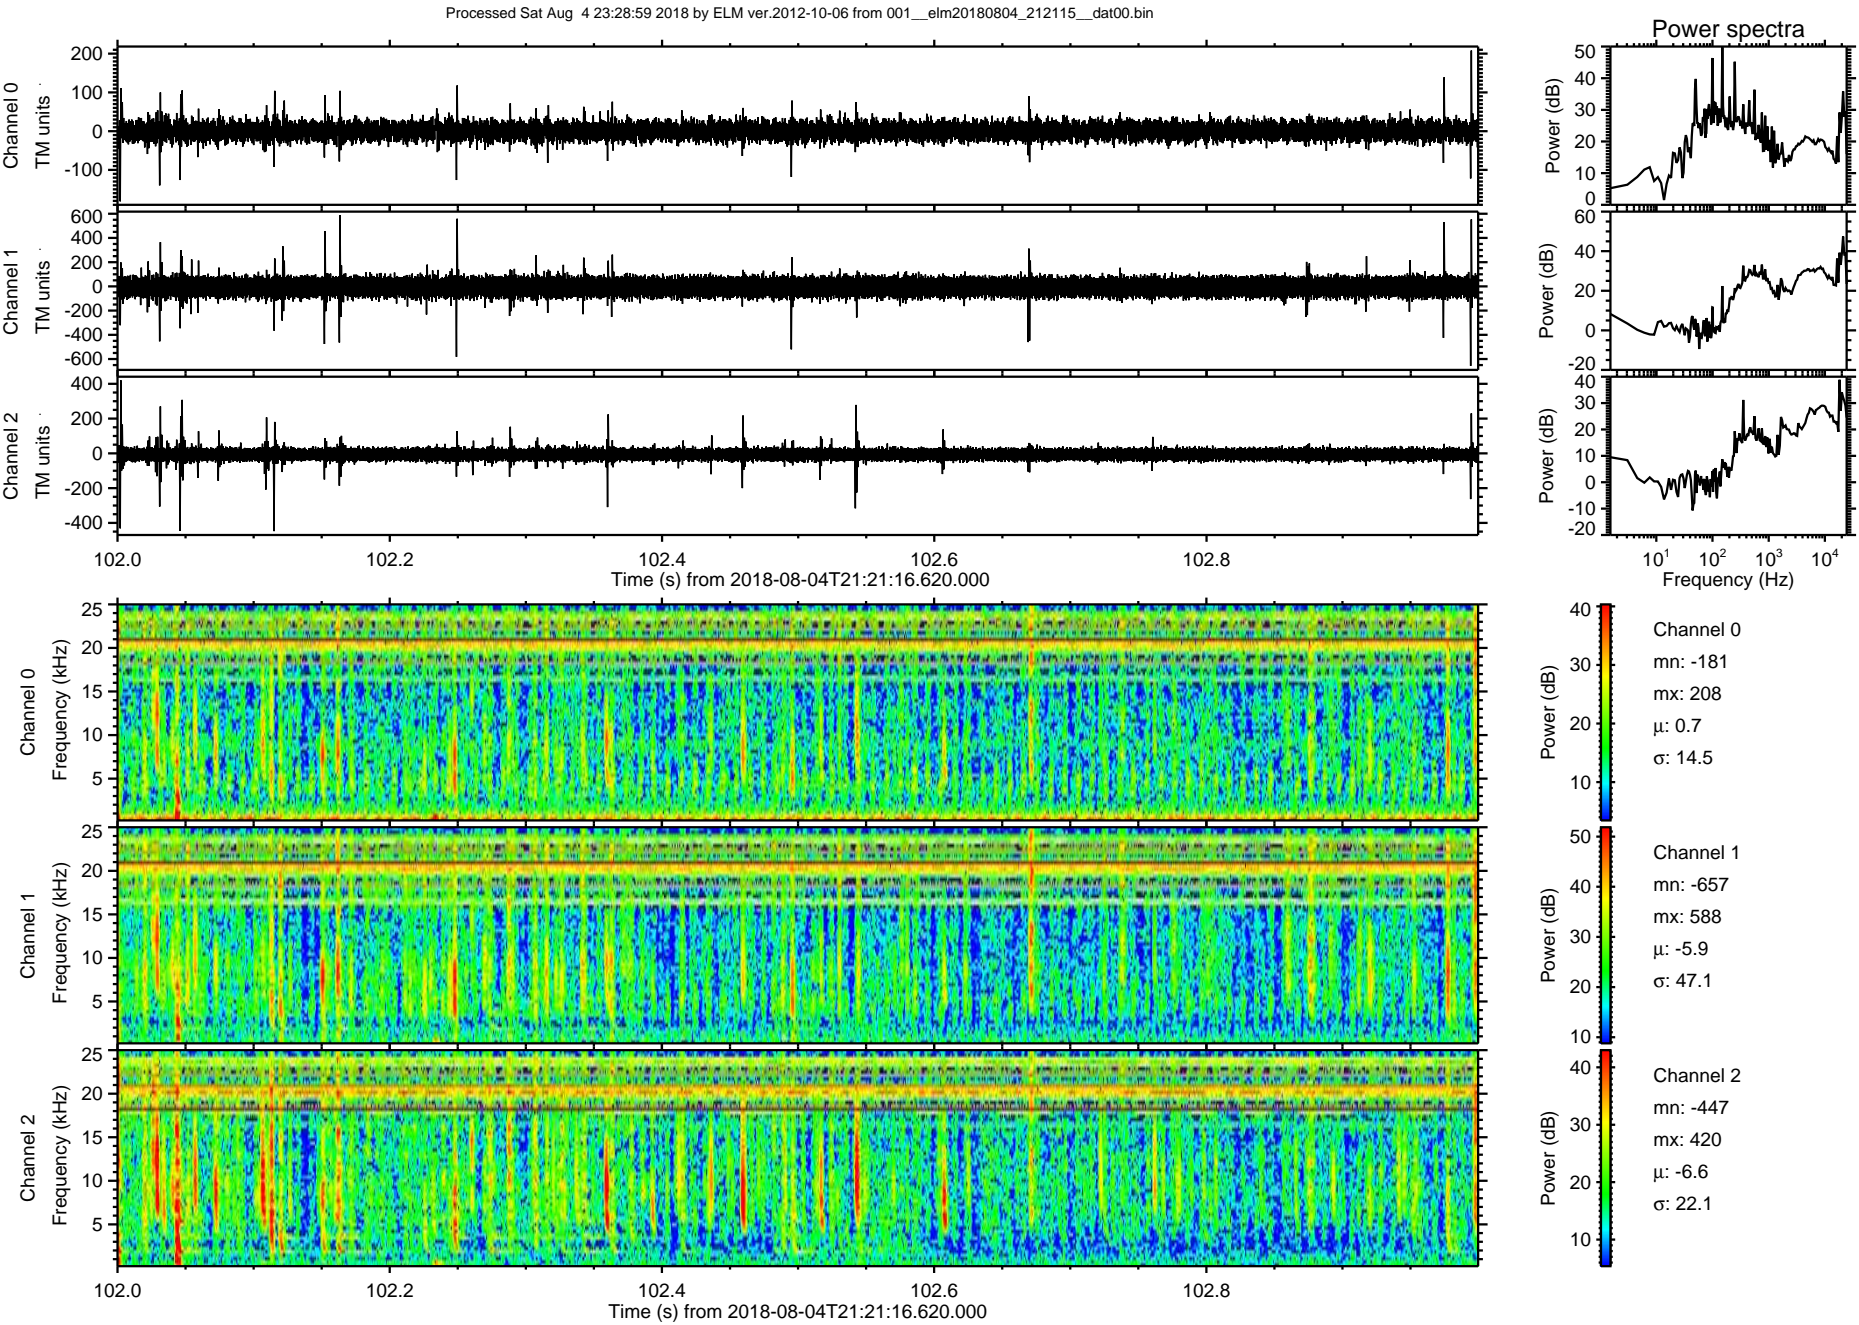 Processed Sat Aug  4 23:28:59 2018 by ELM ver.2012-10-06 from 001__elm20180804_212115__dat00.bin
Power spectra
Channel 0
TM units
200
100
0
-100
Power (dB)
50
40
30
20
10
0
Channel 1
TM units
600
400
200
0
-200
-400
-600
Power (dB)
60
40
20
0
-20
Channel 2
TM units
400
200
0
-200
-400
Power (dB)
40
30
20
10
0
-10
-20
102.0 102.2 102.4 102.6 102.8
Time (s) from 2018-08-04T21:21:16.620.000
10¹ 10² 10³ 10⁴
Frequency (Hz)
Channel 0
Frequency (kHz)
25
20
15
10
5
Power (dB)
40
30
20
10
Channel 0
mn: -181
mx: 208
μ: 0.7
σ: 14.5
Channel 1
Frequency (kHz)
25
20
15
10
5
Power (dB)
50
40
30
20
10
Channel 1
mn: -657
mx: 588
μ: -5.9
σ: 47.1
Channel 2
Frequency (kHz)
25
20
15
10
5
Power (dB)
40
30
20
10
Channel 2
mn: -447
mx: 420
μ: -6.6
σ: 22.1
102.0 102.2 102.4 102.6 102.8
Time (s) from 2018-08-04T21:21:16.620.000